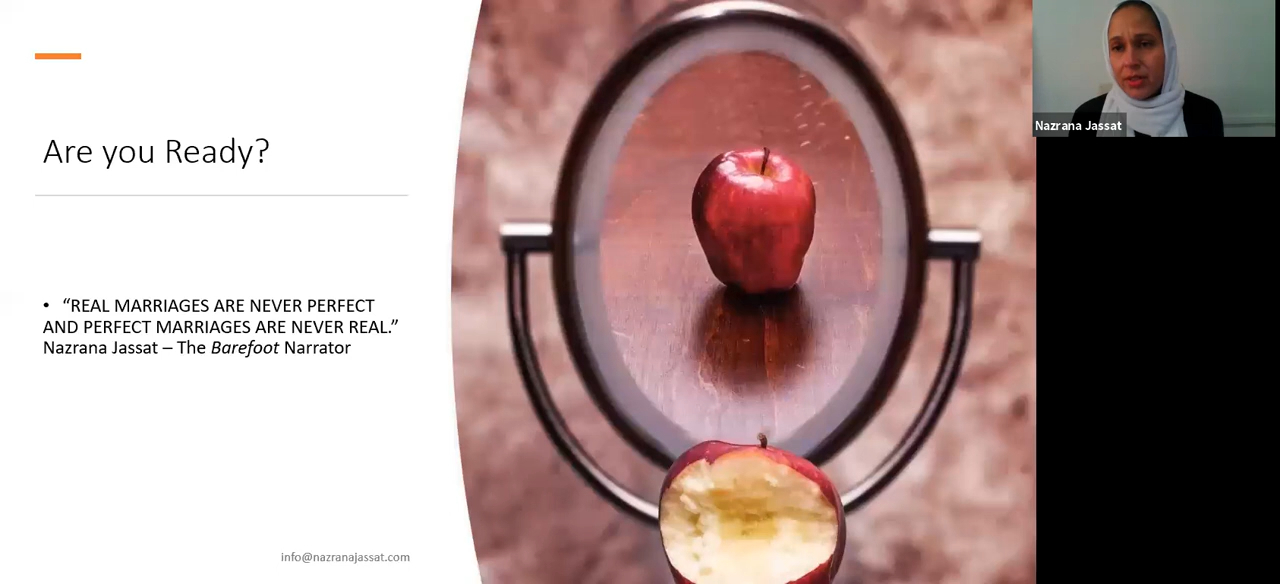 Are you Ready?
• “REAL MARRIAGES ARE NEVER PERFECT
AND PERFECT MARRIAGES ARE NEVER REAL.”
Nazrana Jassat – The Barefoot Narrator
info@nazranajassat.com
Nazrana Jassat